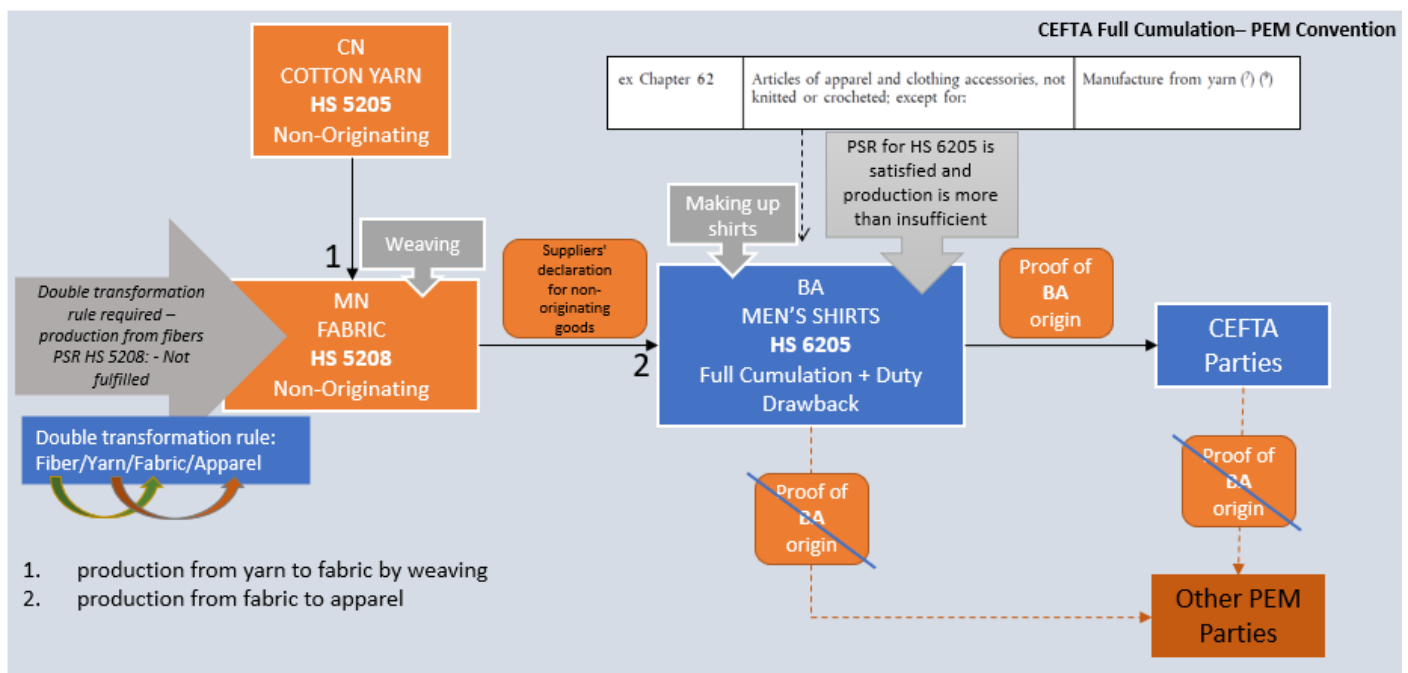 CEFTA Full Cumulation– PEM Convention
CN
COTTON YARN
HS 5205
Non-Originating
ex Chapter 62
Articles of apparel and clothing accessories, not
knitted or crocheted; except for:
Manufacture from yarn (⁷) (⁹)
PSR for HS 6205 is
satisfied and
production is more
than insufficient
Making up
shirts
1
Weaving
Suppliers'
declaration
for non-
originating
goods
Double transformation
rule required –
production from fibers
PSR HS 5208: - Not
fulfilled
MN
FABRIC
HS 5208
Non-Originating
2
BA
MEN'S SHIRTS
HS 6205
Full Cumulation + Duty
Drawback
Proof of
BA
origin
CEFTA
Parties
Double transformation rule:
Fiber/Yarn/Fabric/Apparel
Proof of
BA
origin
Proof of
BA
origin
1. production from yarn to fabric by weaving
2. production from fabric to apparel
Other PEM
Parties